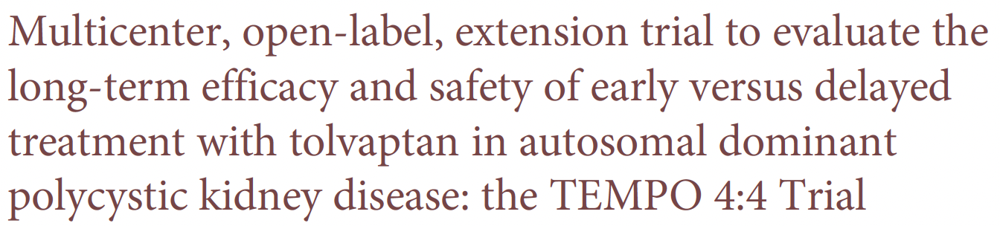 Multicenter, open-label, extension trial to evaluate the
long-term efficacy and safety of early versus delayed
treatment with tolvaptan in autosomal dominant
polycystic kidney disease: the TEMPO 4:4 Trial